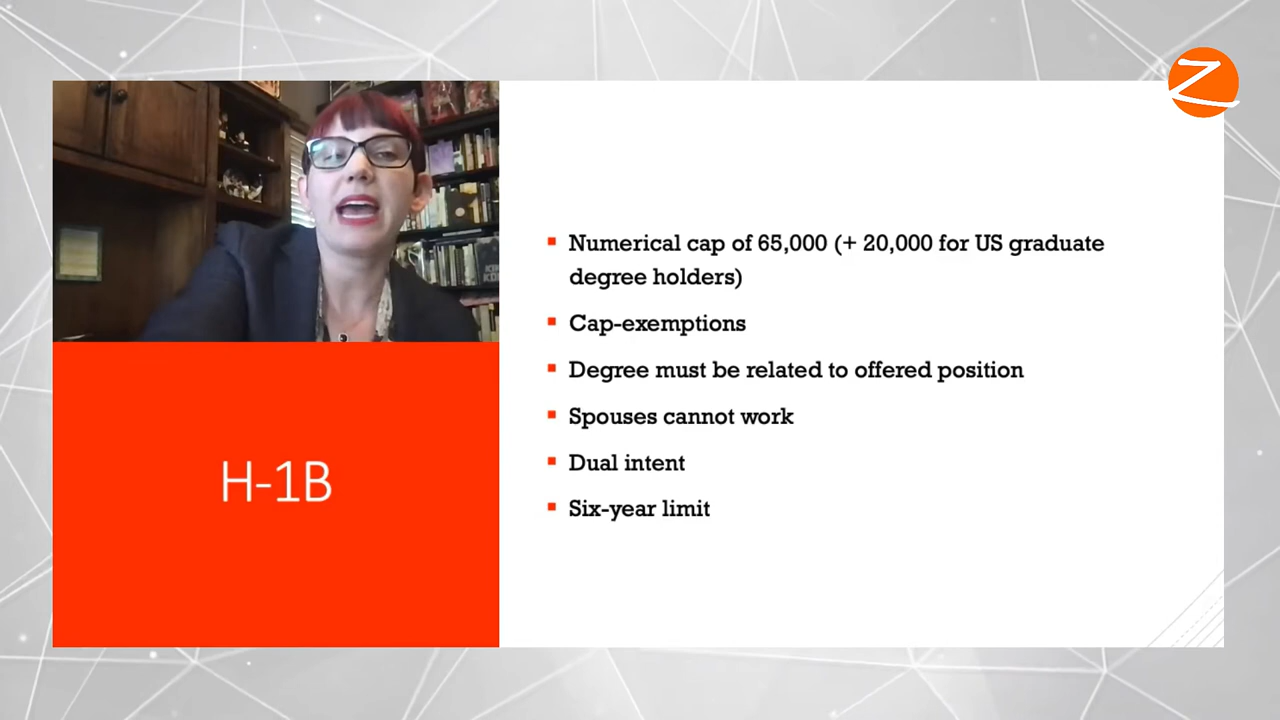 H-1B
Numerical cap of 65,000 (+ 20,000 for US graduate
degree holders)
Cap-exemptions
Degree must be related to offered position
Spouses cannot work
Dual intent
Six-year limit
Z